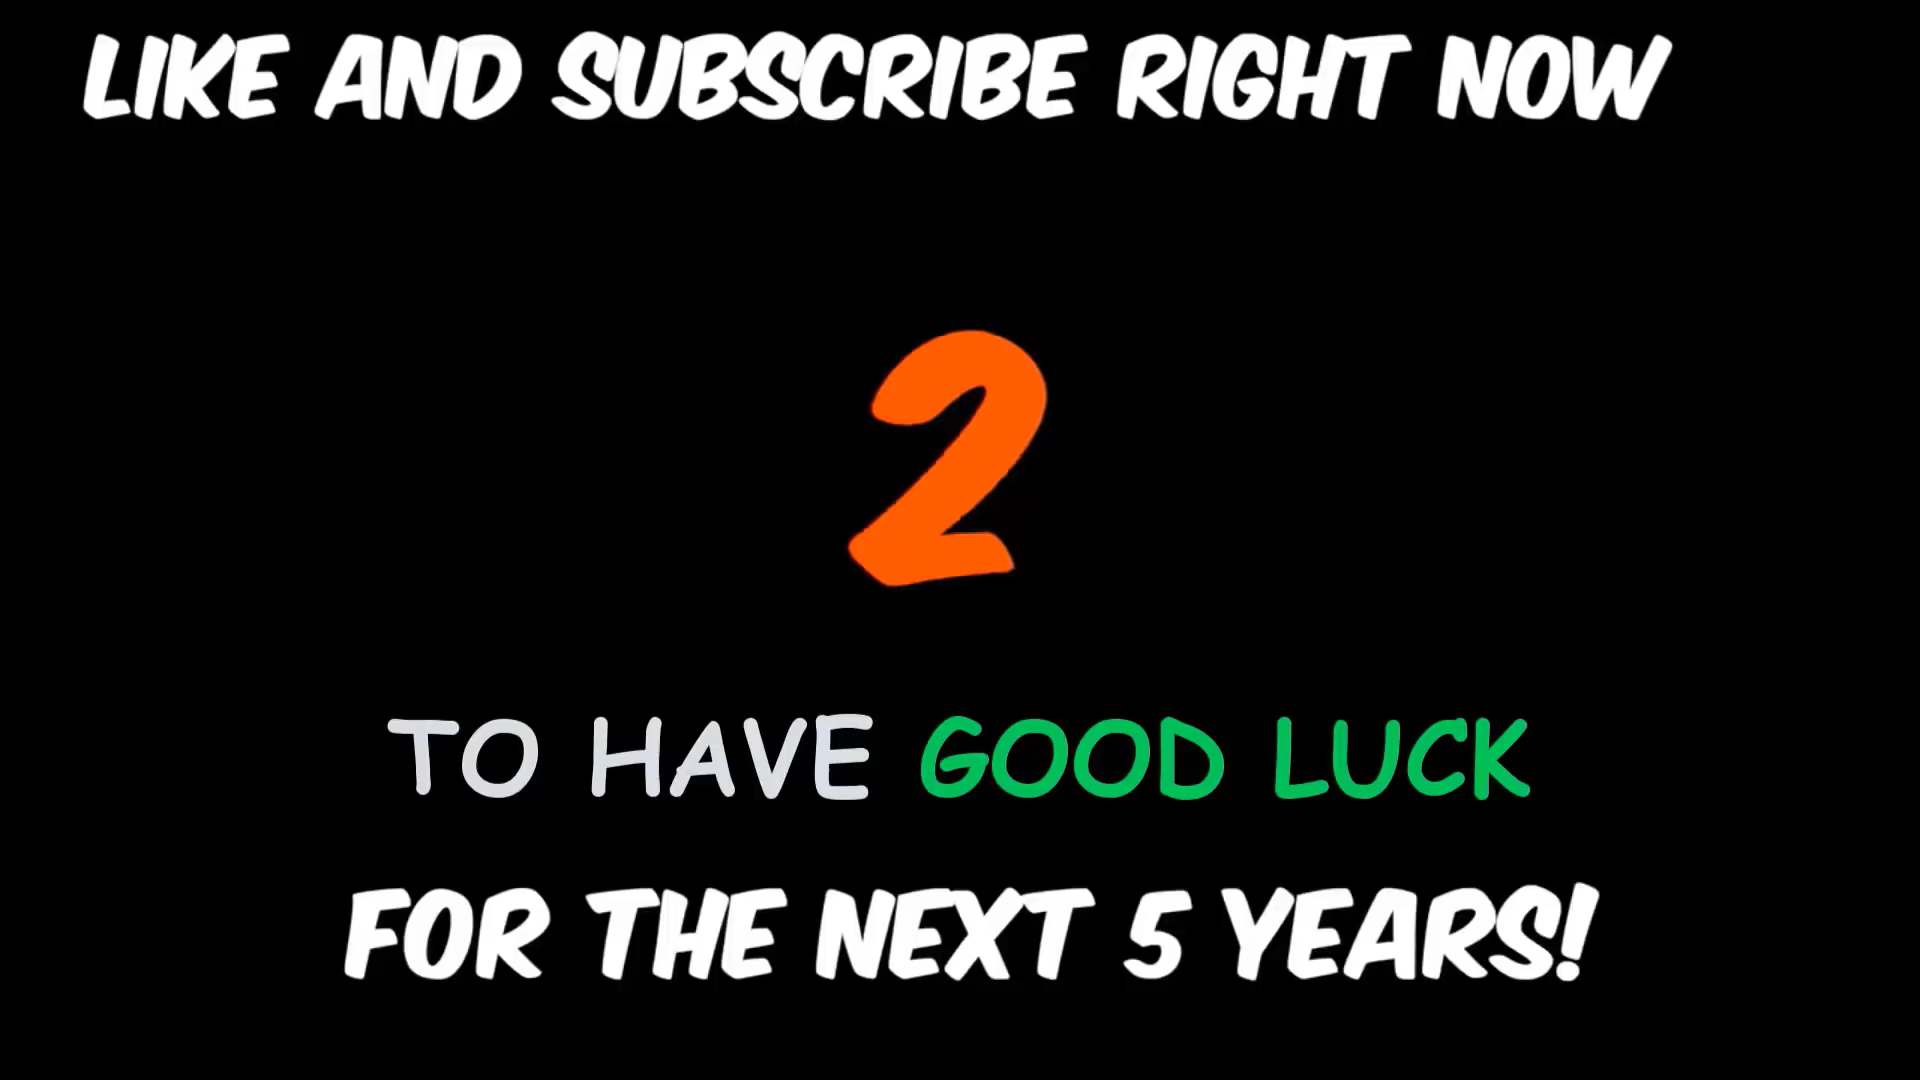 LIKE AND SUBSCRIBE RIGHT NOW
2
TO HAVE GOOD LUCK
FOR THE NEXT 5 YEARS!